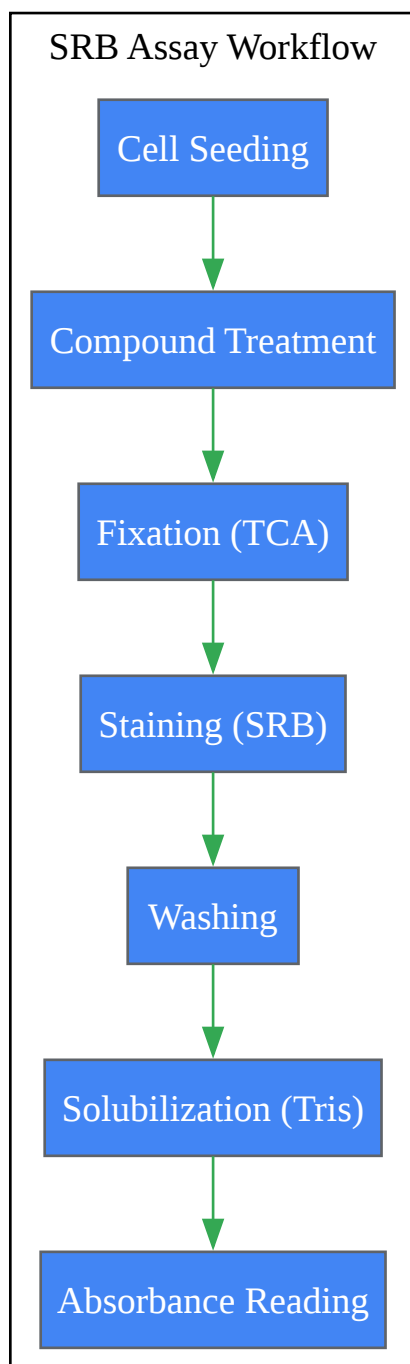 SRB Assay Workflow
Cell Seeding
Compound Treatment
Fixation (TCA)
Staining (SRB)
Washing
Solubilization (Tris)
Absorbance Reading